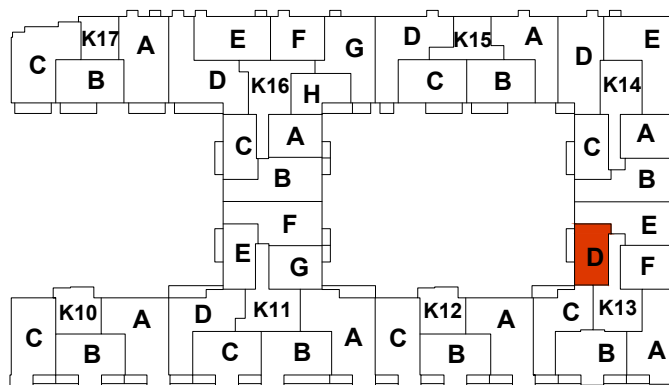 K17 A E F G D K15 A D E
C B D K16 H C B K14
C A C A
B B
F E
E G D F
K10 A D K11 A K12 A C K13
C B C B C B B A